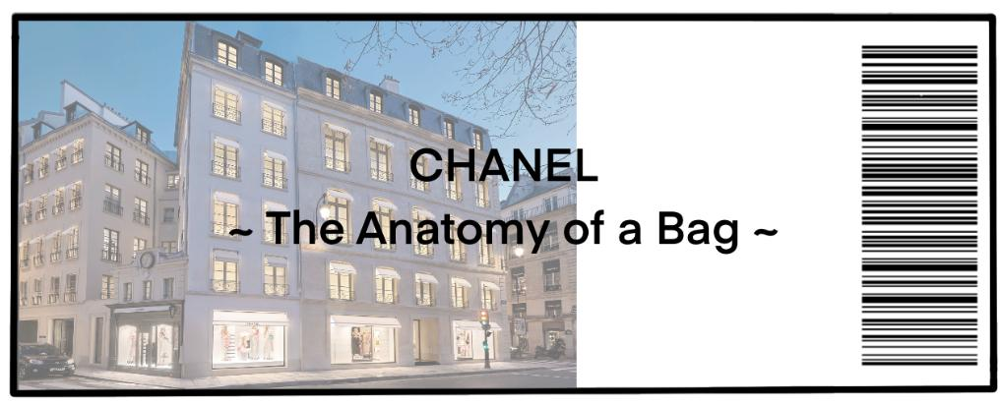 CHANEL
~ The Anatomy of a Bag ~